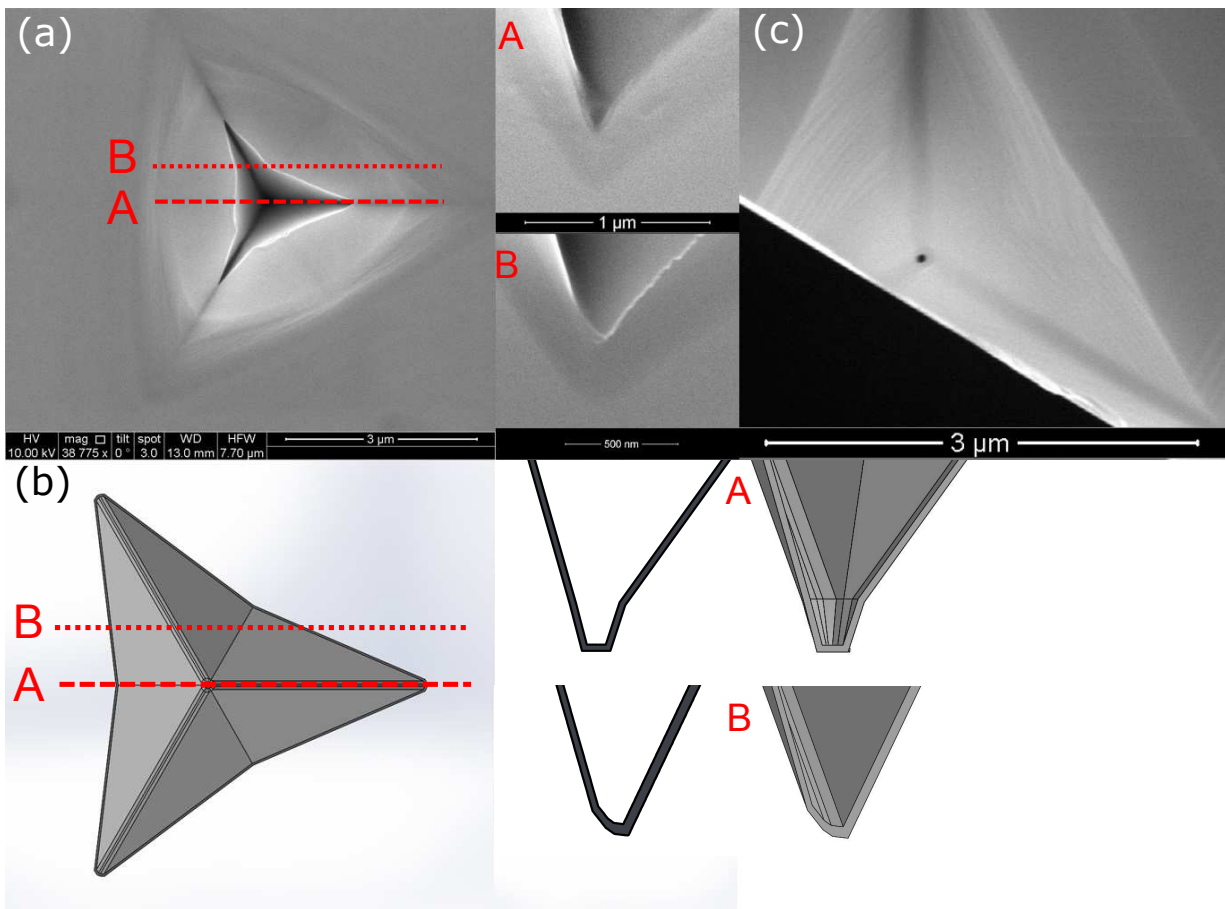 (a)
B
A
HV mag □ tilt spot WD HFW
10.00 kV 38 775 x 0 ° 3.0 13.0 mm 7.70 µm 3 µm
A
1 µm
B
500 nm
(c)
3 µm
(b)
B
A
A
B